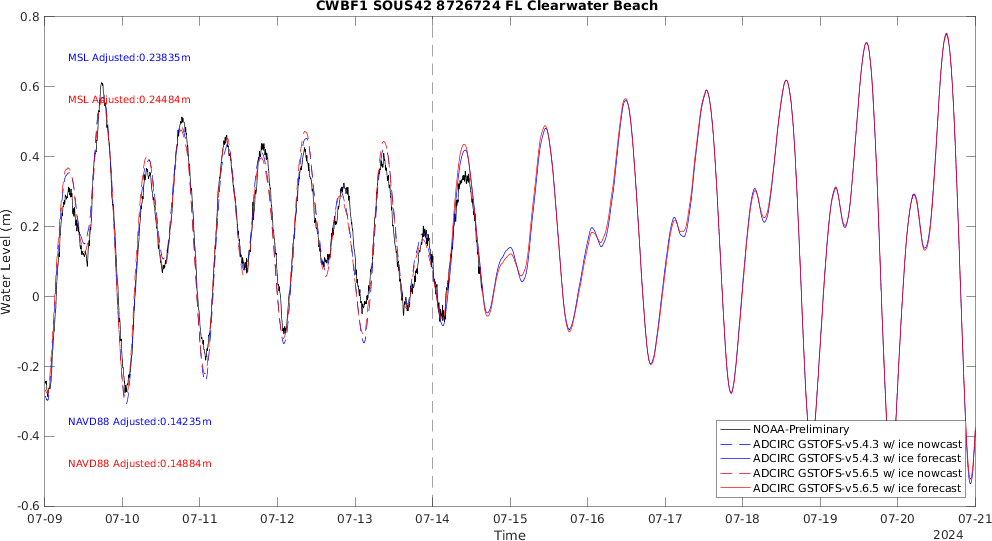 CWBF1 SOUS42 8726724 FL Clearwater Beach
0.8
0.6
0.4
0.2
0
-0.2
-0.4
-0.6
Water Level (m)
MSL Adjusted:0.23835m
MSL Adjusted:0.24484m
NAVD88 Adjusted:0.14235m
NAVD88 Adjusted:0.14884m
NOAA-Preliminary
ADCIRC GSTOFS-v5.4.3 w/ ice nowcast
ADCIRC GSTOFS-v5.4.3 w/ ice forecast
ADCIRC GSTOFS-v5.6.5 w/ ice nowcast
ADCIRC GSTOFS-v5.6.5 w/ ice forecast
07-09 07-10 07-11 07-12 07-13 07-14 07-15 07-16 07-17 07-18 07-19 07-20 07-21
Time
2024